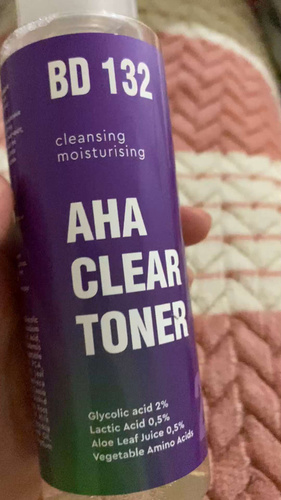 BD 132
cleansing
moisturising
AHA
CLEAR
TONER
Glycolic acid 2%
Lactic Acid 0,5%
Aloe Leaf Juice 0,5%
Vegetable Amino Acids